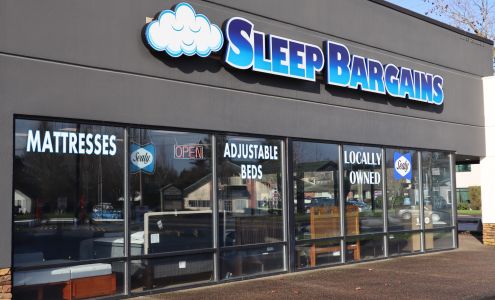 SLEEP BARGAINS
MATTRESSES
Sealy
OPEN
ADJUSTABLE
BEDS
LOCALLY
OWNED
Sealy